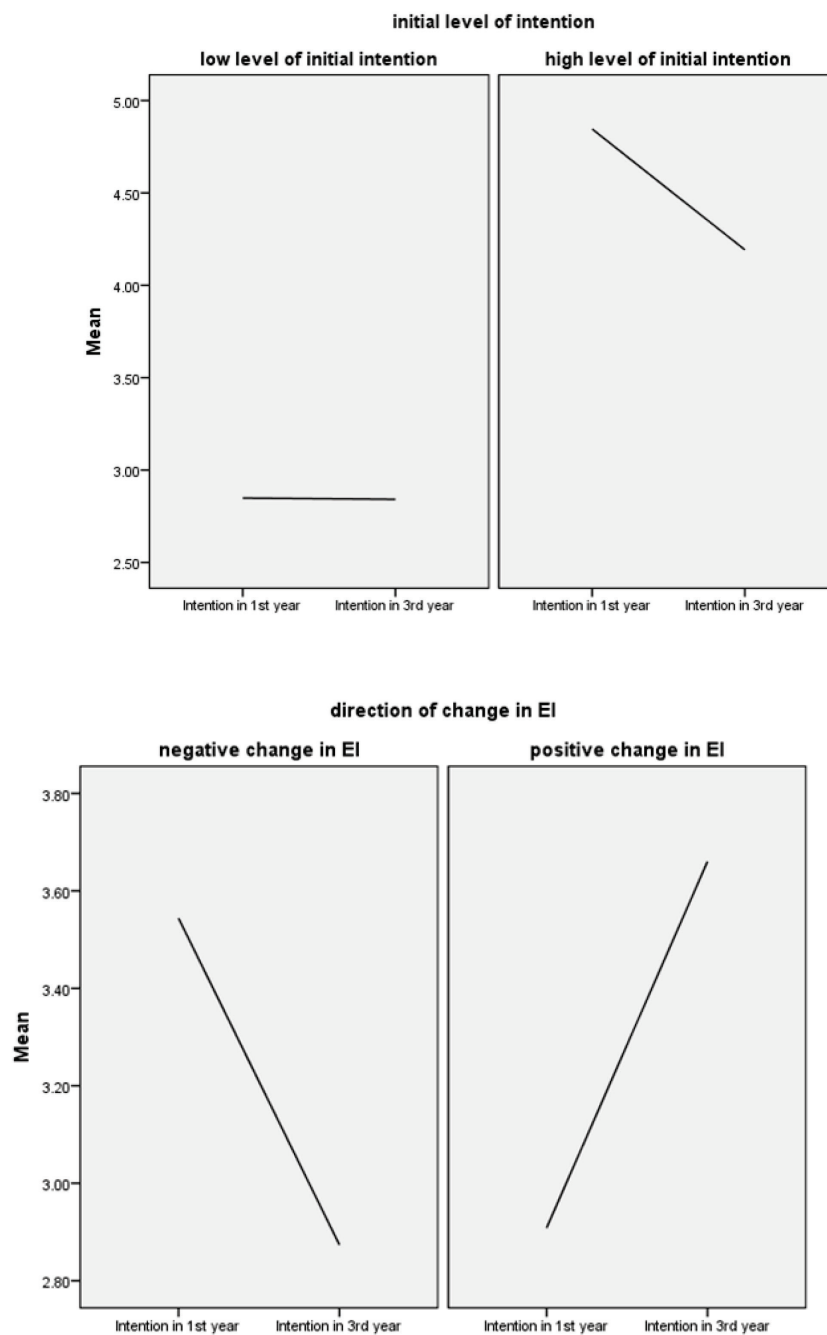 initial level of intention
low level of initial intention
high level of initial intention
5.00
4.50
4.00
3.50
3.00
2.50
Mean
Intention in 1st year
Intention in 3rd year
Intention in 1st year
Intention in 3rd year
direction of change in EI
negative change in EI
positive change in EI
3.80
3.60
3.40
3.20
3.00
2.80
Mean
Intention in 1st year
Intention in 3rd year
Intention in 1st year
Intention in 3rd year